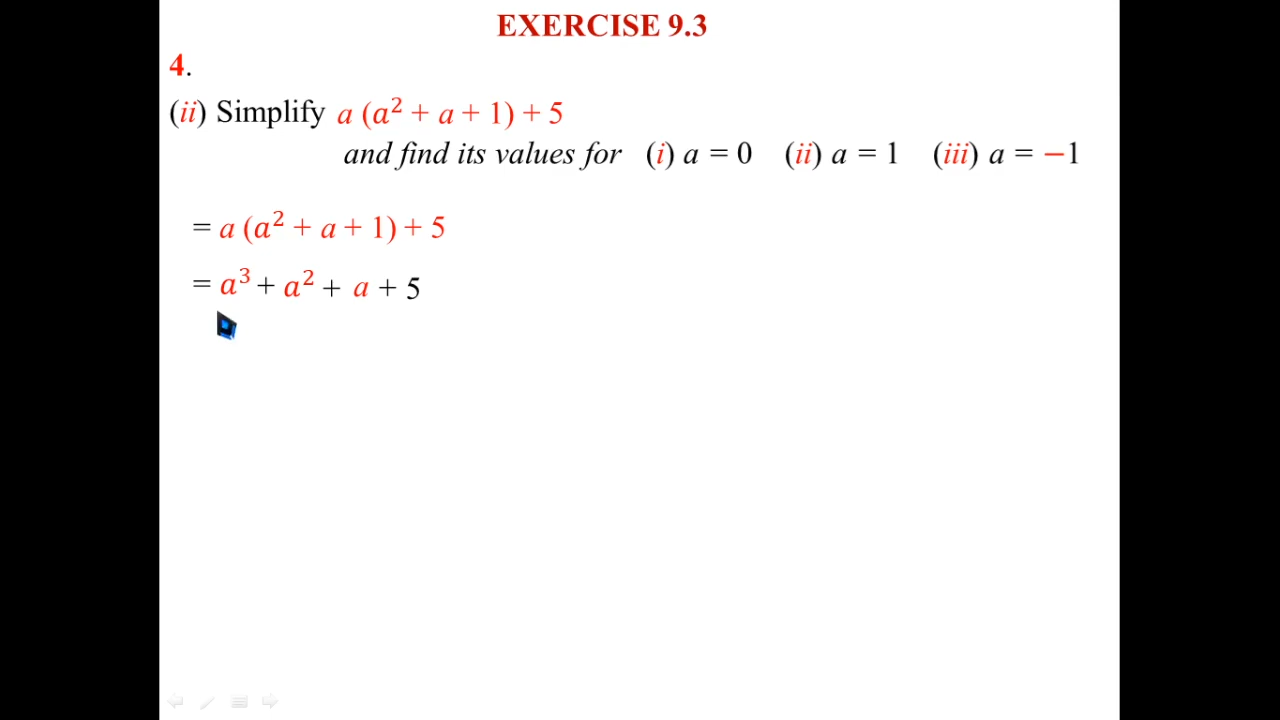 EXERCISE 9.3
4.
(ii) Simplify a (a² + a + 1) + 5
and find its values for (i) a = 0 (ii) a = 1 (iii) a = −1
= a (a² + a + 1) + 5
= a³ + a² + a + 5